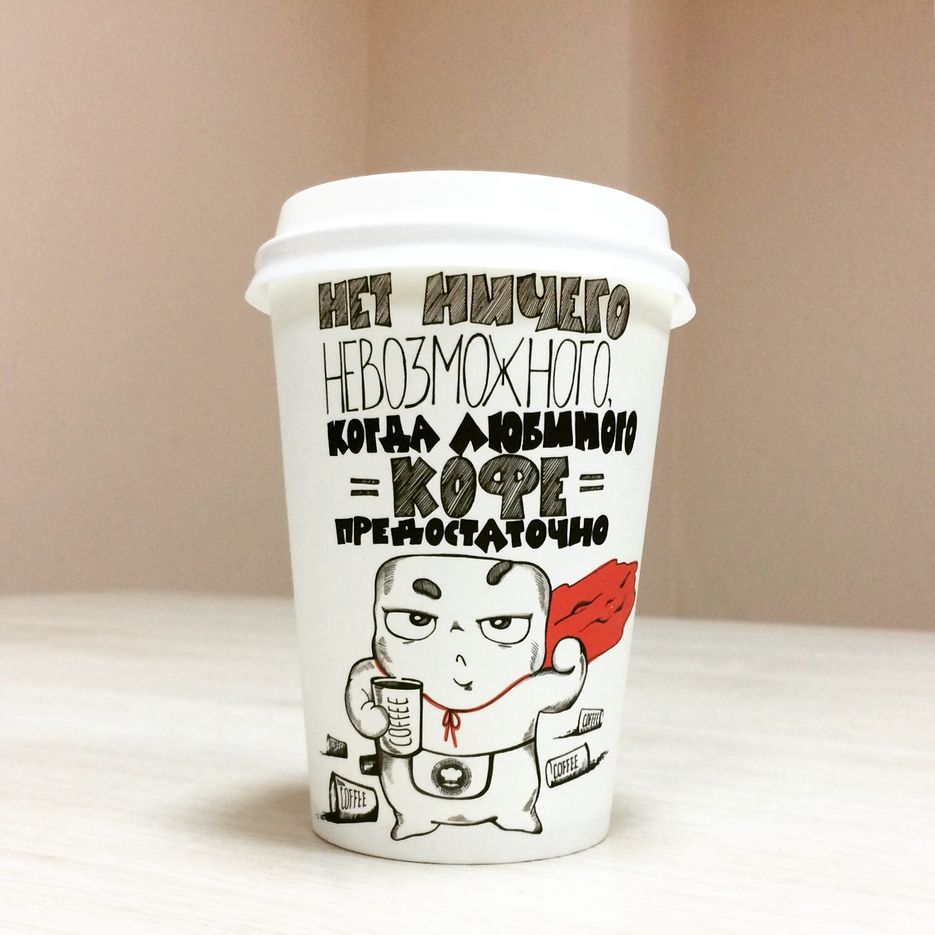 НЕТ НИЧЕГО
НЕВОЗМОЖНОГО,
КОГДА ЛЮБИМОГО
= КОФЕ =
ПРЕДОСТАТОЧНО
COFFEE
COFFEE
COFFEE
COFFEE